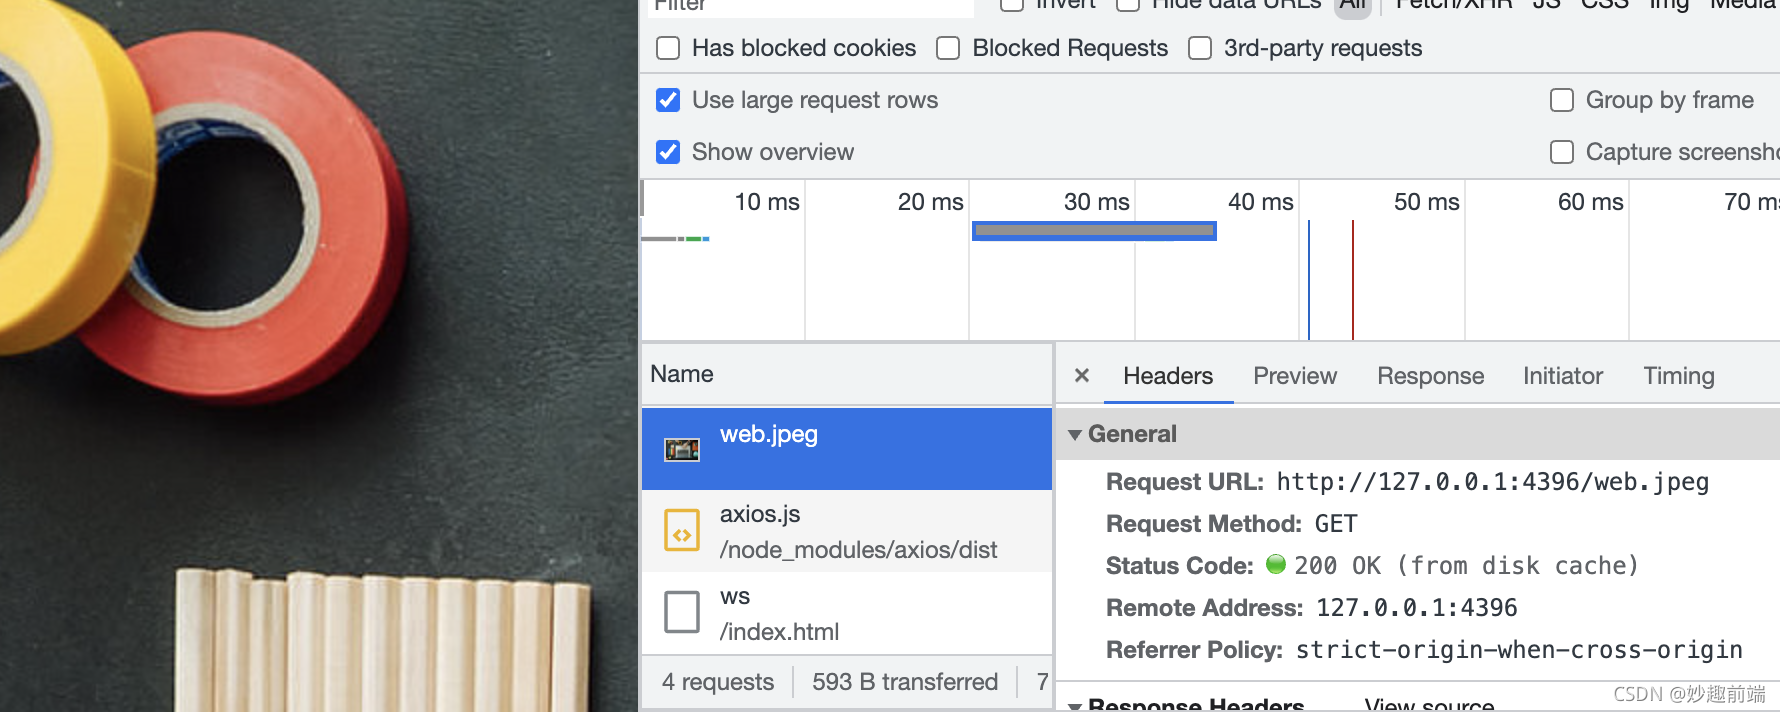 Filter
Invert
Hide data URLs
All
Fetch/XHR JS CSS Img Media
Has blocked cookies
Blocked Requests
3rd-party requests
Use large request rows
Group by frame
Show overview
Capture screensho
10 ms
20 ms
30 ms
40 ms
50 ms
60 ms
70 ms
Name
× Headers Preview Response Initiator Timing
web.jpeg
axios.js
/node_modules/axios/dist
ws
/index.html
4 requests
593 B transferred
7
General
Request URL: http://127.0.0.1:4396/web.jpeg
Request Method: GET
Status Code: 200 OK (from disk cache)
Remote Address: 127.0.0.1:4396
Referrer Policy: strict-origin-when-cross-origin
Response Headers
View source
CSDN @妙趣前端